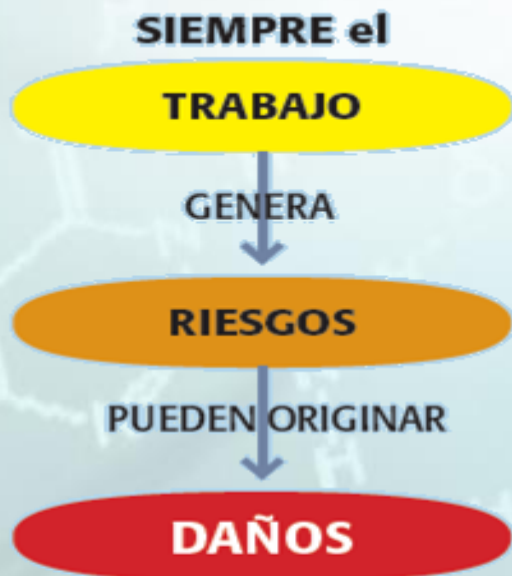 SIEMPRE el
TRABAJO
GENERA
RIESGOS
PUEDEN ORIGINAR
DAÑOS